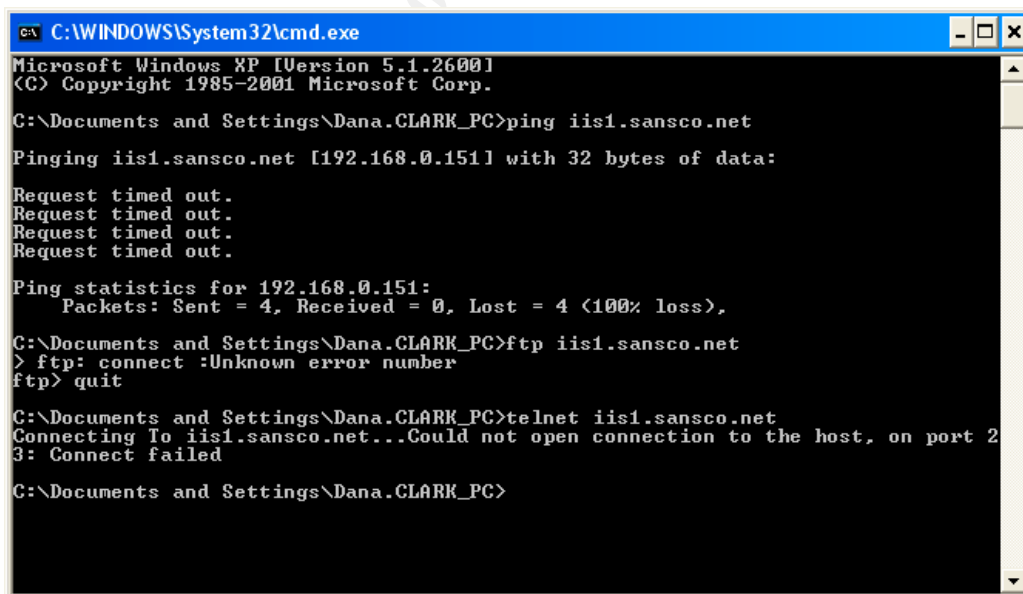 C:\WINDOWS\System32\cmd.exe
Microsoft Windows XP [Version 5.1.2600]
(C) Copyright 1985-2001 Microsoft Corp.
C:\Documents and Settings\Dana.CLARK_PC>ping iis1.sansco.net
Pinging iis1.sansco.net [192.168.0.151] with 32 bytes of data:
Request timed out.
Request timed out.
Request timed out.
Request timed out.
Ping statistics for 192.168.0.151:
    Packets: Sent = 4, Received = 0, Lost = 4 (100% loss),
C:\Documents and Settings\Dana.CLARK_PC>ftp iis1.sansco.net
> ftp: connect :Unknown error number
ftp> quit
C:\Documents and Settings\Dana.CLARK_PC>telnet iis1.sansco.net
Connecting To iis1.sansco.net...Could not open connection to the host, on port 2
3: Connect failed
C:\Documents and Settings\Dana.CLARK_PC>